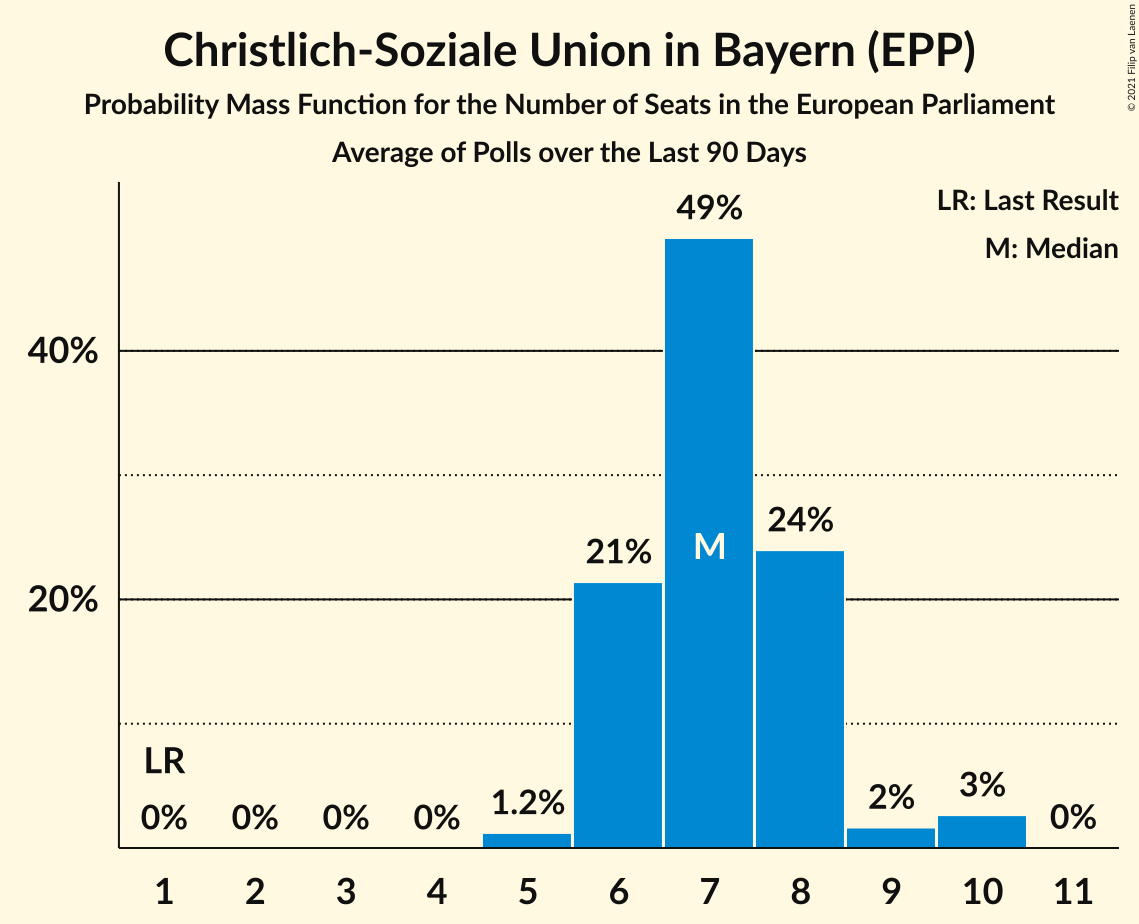 Christlich-Soziale Union in Bayern (EPP)
Probability Mass Function for the Number of Seats in the European Parliament
Average of Polls over the Last 90 Days
© 2021 Filip van Laenen
LR: Last Result
M: Median
49%
40%
24%
21%
M
20%
LR
0% 0% 0% 0% 1.2% 2% 3% 0%
1 2 3 4 5 6 7 8 9 10 11